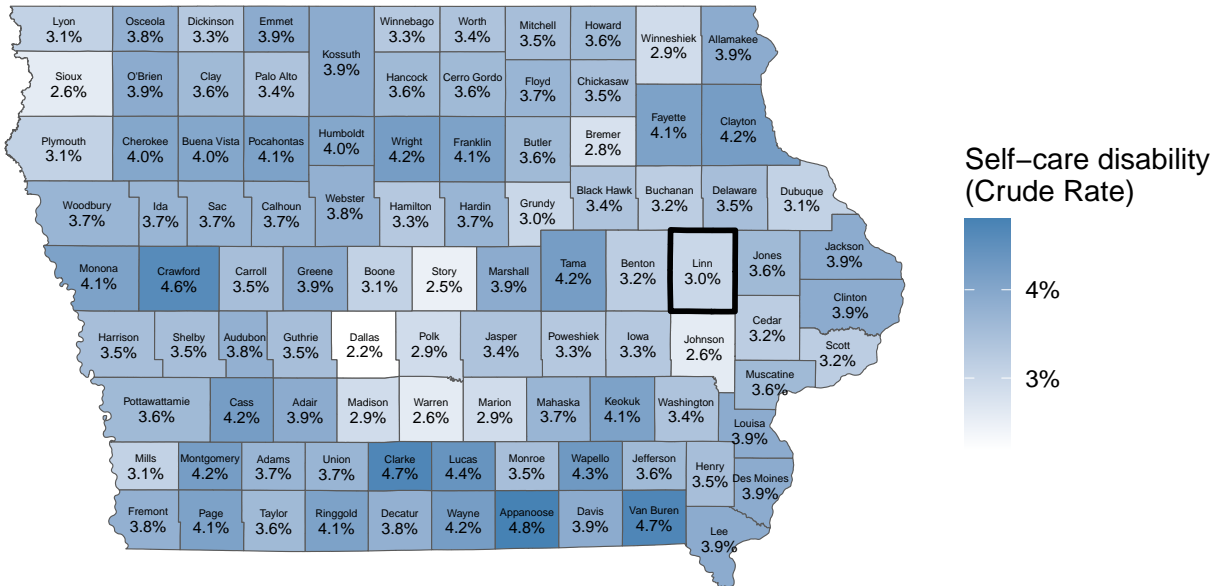 Lyon
3.1%
Osceola
3.8%
Dickinson
3.3%
Emmet
3.9%
Kossuth
3.9%
Winnebago
3.3%
Worth
3.4%
Mitchell
3.5%
Howard
3.6%
Winneshiek
2.9%
Allamakee
3.9%
Sioux
2.6%
O'Brien
3.9%
Clay
3.6%
Palo Alto
3.4%
Hancock
3.6%
Cerro Gordo
3.6%
Floyd
3.7%
Chickasaw
3.5%
Fayette
4.1%
Clayton
4.2%
Plymouth
3.1%
Cherokee
4.0%
Buena Vista
4.0%
Pocahontas
4.1%
Humboldt
4.0%
Wright
4.2%
Franklin
4.1%
Butler
3.6%
Bremer
2.8%
Woodbury
3.7%
Ida
3.7%
Sac
3.7%
Calhoun
3.7%
Webster
3.8%
Hamilton
3.3%
Hardin
3.7%
Grundy
3.0%
Black Hawk
3.4%
Buchanan
3.2%
Delaware
3.5%
Dubuque
3.1%
Monona
4.1%
Crawford
4.6%
Carroll
3.5%
Greene
3.9%
Boone
3.1%
Story
2.5%
Marshall
3.9%
Tama
4.2%
Benton
3.2%
Linn
3.0%
Jones
3.6%
Jackson
3.9%
Clinton
3.9%
Harrison
3.5%
Shelby
3.5%
Audubon
3.8%
Guthrie
3.5%
Dallas
2.2%
Polk
2.9%
Jasper
3.4%
Poweshiek
3.3%
Iowa
3.3%
Johnson
2.6%
Cedar
3.2%
Scott
3.2%
Muscatine
3.6%
Pottawattamie
3.6%
Cass
4.2%
Adair
3.9%
Madison
2.9%
Warren
2.6%
Marion
2.9%
Mahaska
3.7%
Keokuk
4.1%
Washington
3.4%
Louisa
3.9%
Mills
3.1%
Montgomery
4.2%
Adams
3.7%
Union
3.7%
Clarke
4.7%
Lucas
4.4%
Monroe
3.5%
Wapello
4.3%
Jefferson
3.6%
Henry
3.5%
Des Moines
3.9%
Fremont
3.8%
Page
4.1%
Taylor
3.6%
Ringgold
4.1%
Decatur
3.8%
Wayne
4.2%
Appanoose
4.8%
Davis
3.9%
Van Buren
4.7%
Lee
3.9%
Self−care disability
(Crude Rate)
4%
3%